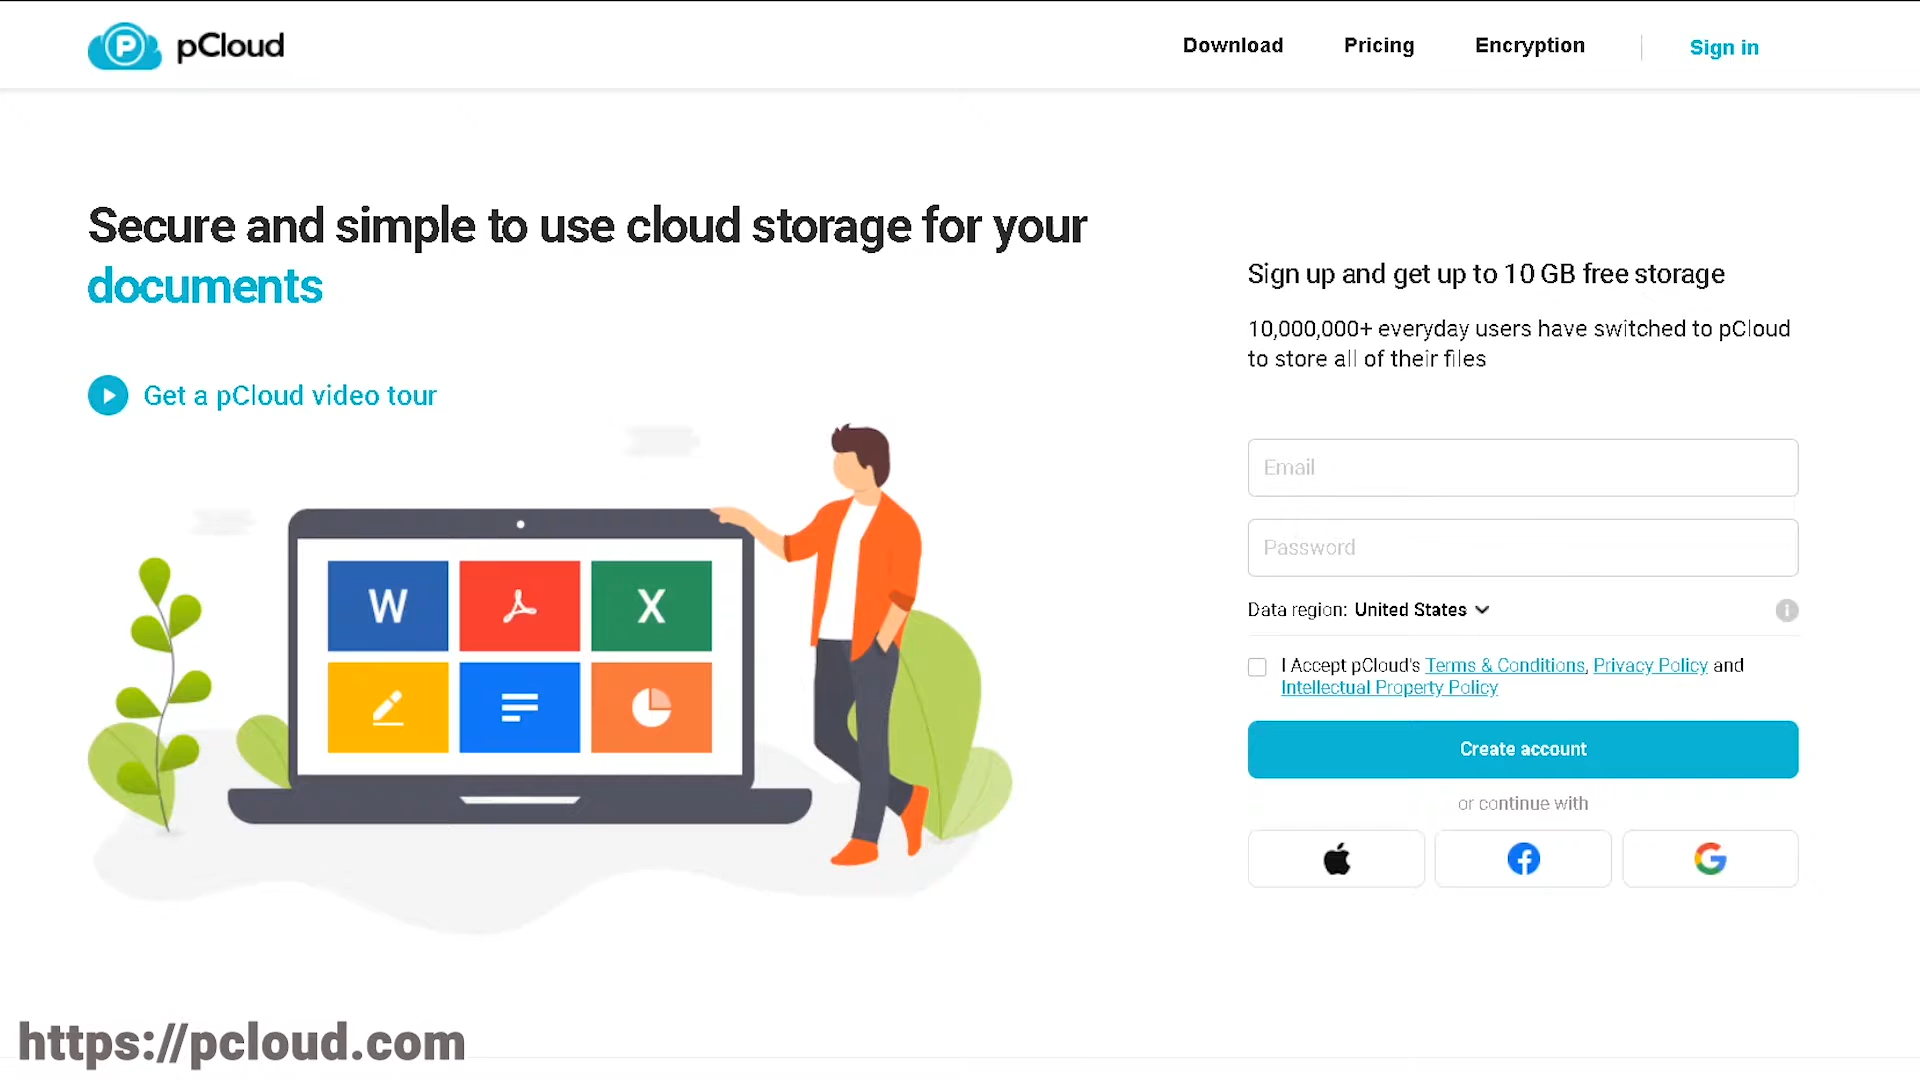 pCloud
Download
Pricing
Encryption
Sign in
Secure and simple to use cloud storage for your
documents
Get a pCloud video tour
W
X
Sign up and get up to 10 GB free storage
10,000,000+ everyday users have switched to pCloud
to store all of their files
Email
Password
Data region: United States
I Accept pCloud's Terms & Conditions, Privacy Policy and
Intellectual Property Policy
Create account
or continue with
https://pcloud.com